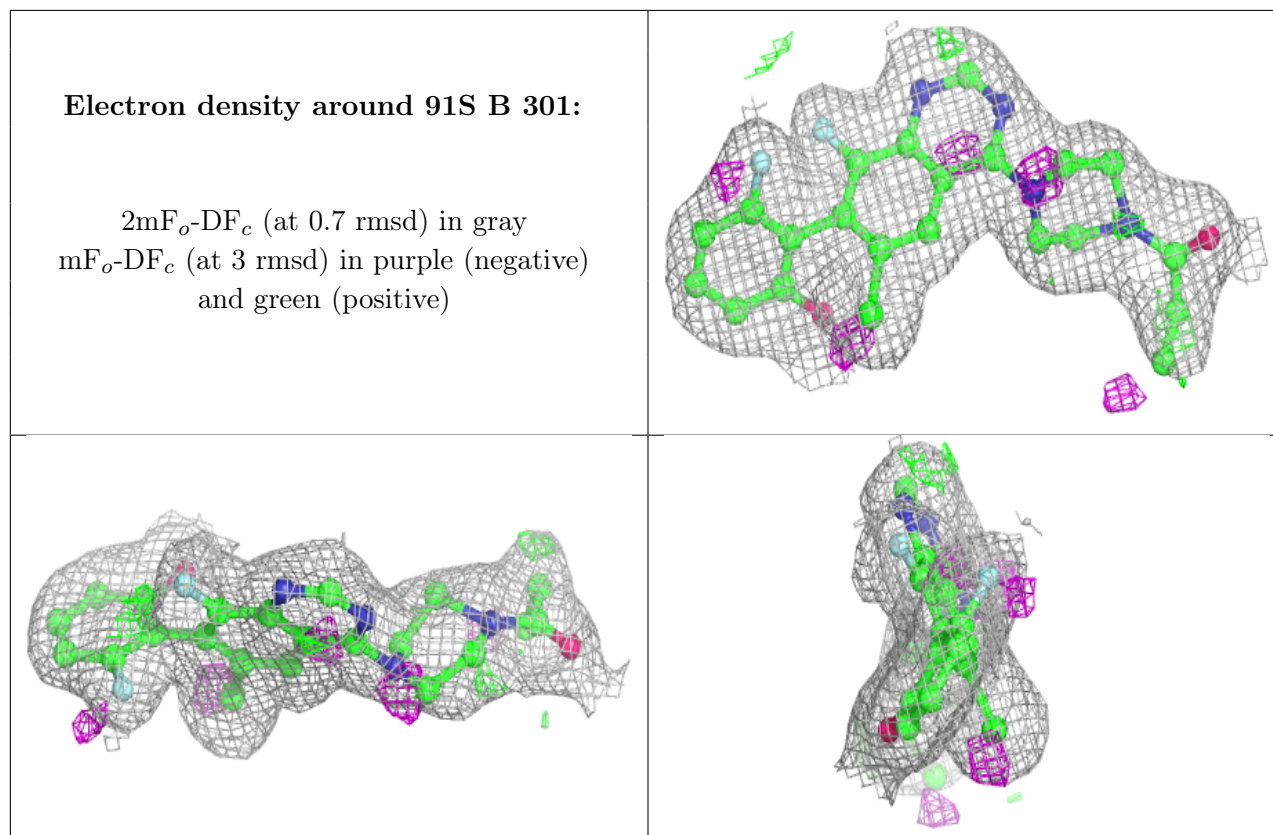 Electron density around 91S B 301:
2mFo-DFc (at 0.7 rmsd) in gray
mFo-DFc (at 3 rmsd) in purple (negative)
and green (positive)